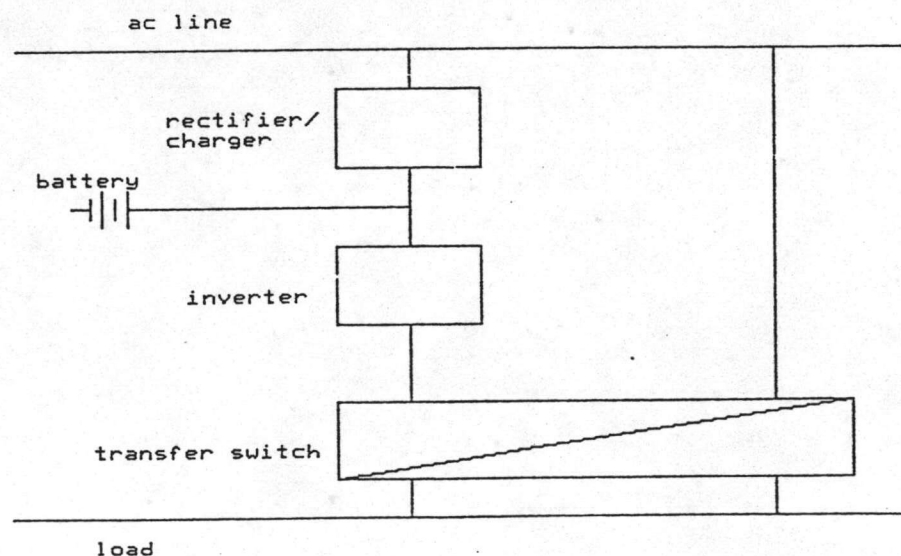 ac line
rectifier/
charger
battery
inverter
transfer switch
load